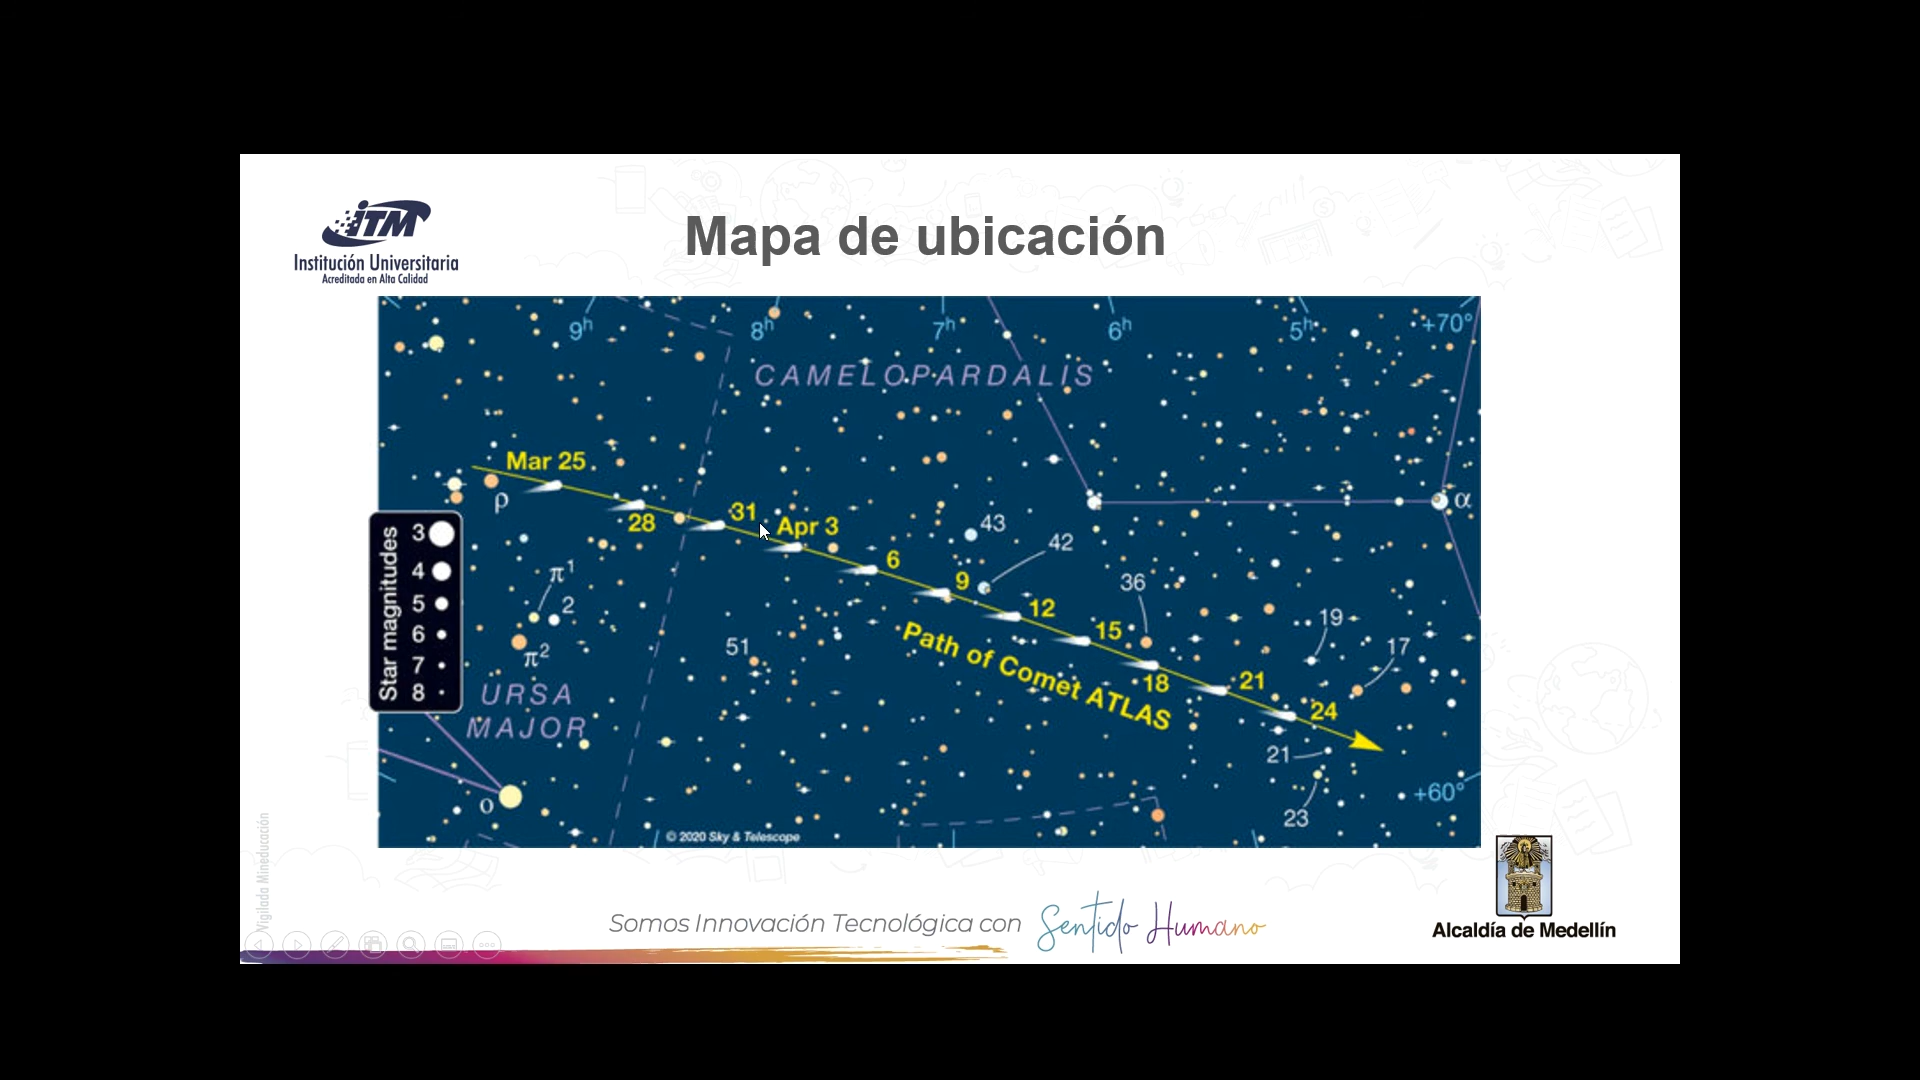 iTM
Institución Universitaria
Acreditada en Alta Calidad
Mapa de ubicación
9h 8h 7h 6h 5h +70°
CAMELOPARDALIS
Mar 25
ρ
28
31
Apr 3
6
9
12
15
18
21
24
43
42
36
19
17
α
51
π1
2
π2
Star magnitudes
3
4
5
6
7
8
Path of Comet ATLAS
URSA
MAJOR
ο
21
23
+60°
© 2020 Sky & Telescope
Vigilada Mineducación
Somos Innovación Tecnológica con Sentido Humano
Alcaldía de Medellín